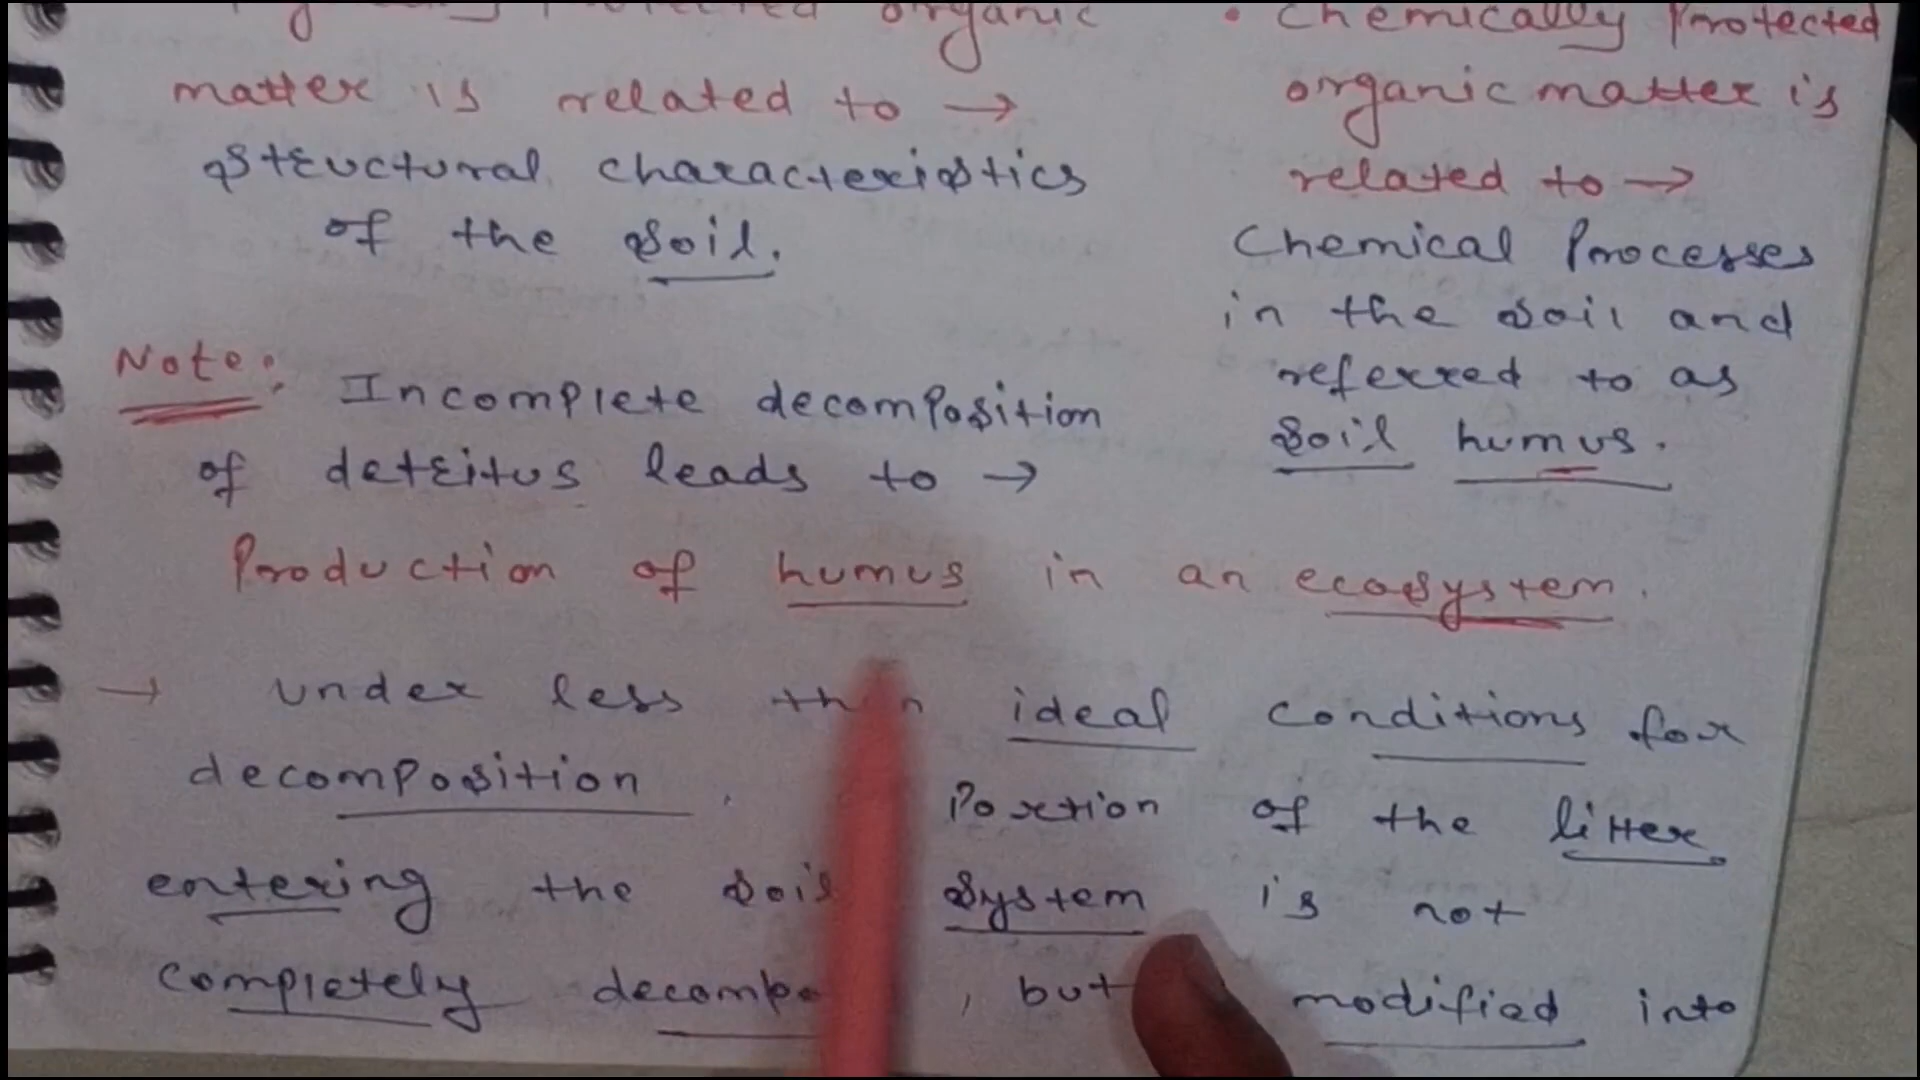 Protected organic
matter is related to →
structural characteristics
of the soil.
• Chemically Protected
organic matter is
related to →
Chemical Processes
in the soil and
referred to as
soil humus.
Note: Incomplete decomposition
of detritus leads to →
Production of humus in an ecosystem.
→ under less ideal conditions for
decomposition, Portion of the litter
entering the soil system is not
completely , but modified into